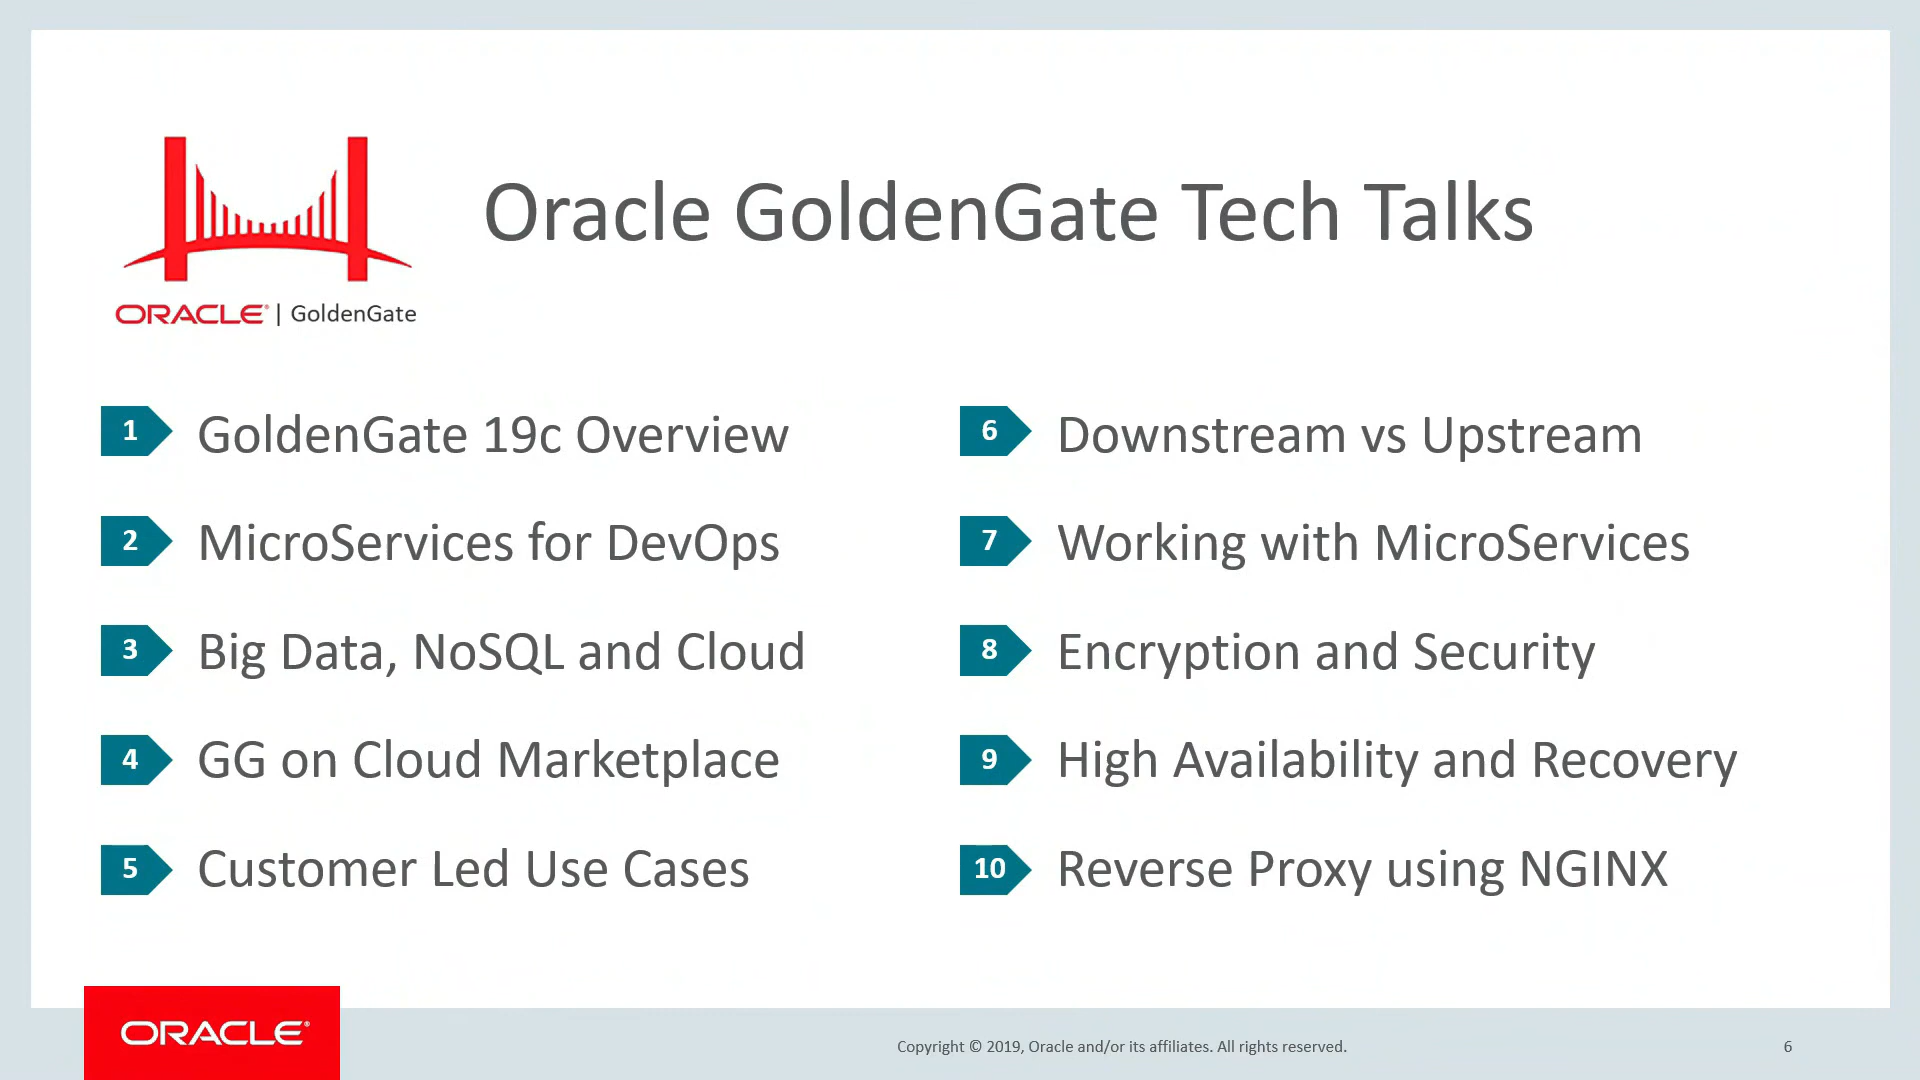 Oracle GoldenGate Tech Talks
ORACLE® | GoldenGate
1 GoldenGate 19c Overview
2 MicroServices for DevOps
3 Big Data, NoSQL and Cloud
4 GG on Cloud Marketplace
5 Customer Led Use Cases
6 Downstream vs Upstream
7 Working with MicroServices
8 Encryption and Security
9 High Availability and Recovery
10 Reverse Proxy using NGINX
ORACLE®
Copyright © 2019, Oracle and/or its affiliates. All rights reserved.
6